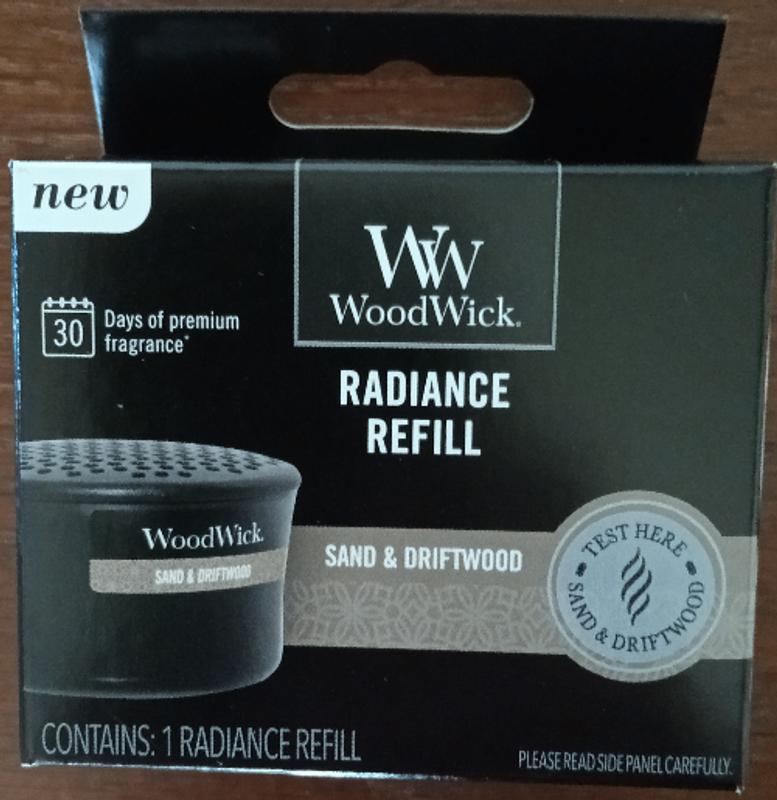 new
WW
WoodWick.
30
Days of premium
fragrance*
RADIANCE
REFILL
WoodWick.
SAND & DRIFTWOOD
SAND & DRIFTWOOD
TEST HERE
SAND & DRIFTWOOD
CONTAINS: 1 RADIANCE REFILL
PLEASE READ SIDE PANEL CAREFULLY.